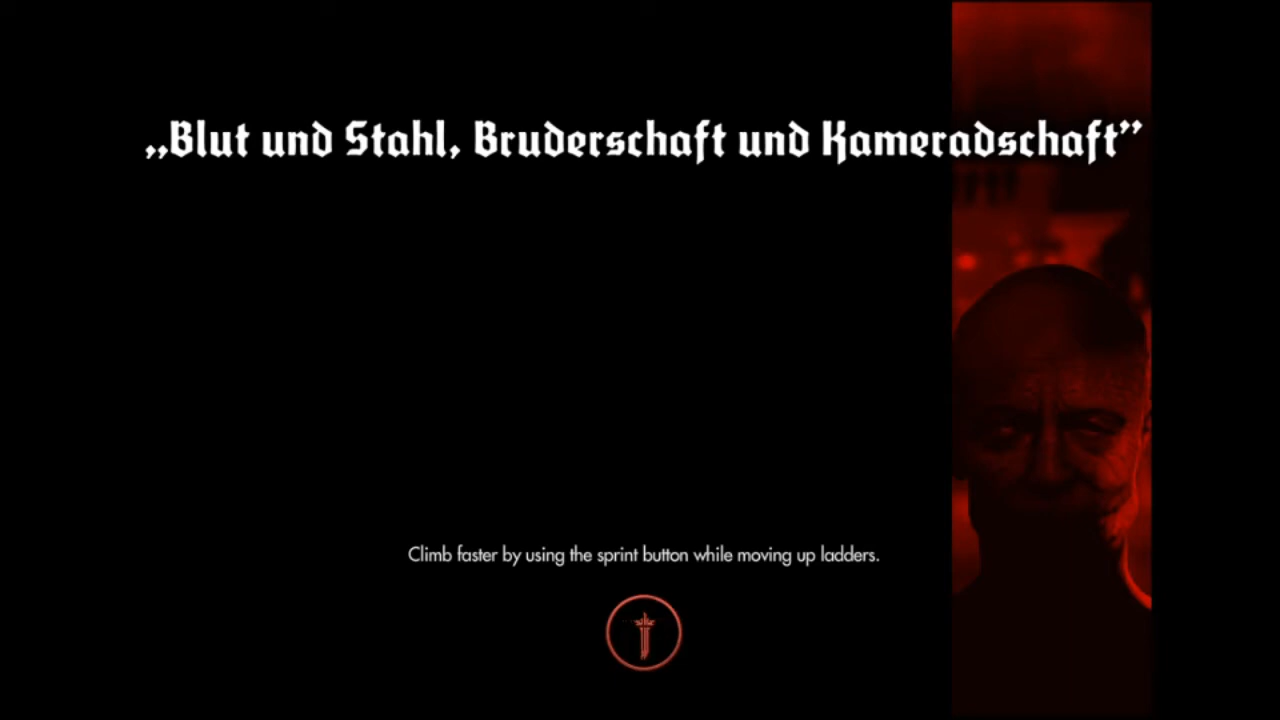 „Blut und Stahl, Bruderschaft und Kameradschaft”
Climb faster by using the sprint button while moving up ladders.